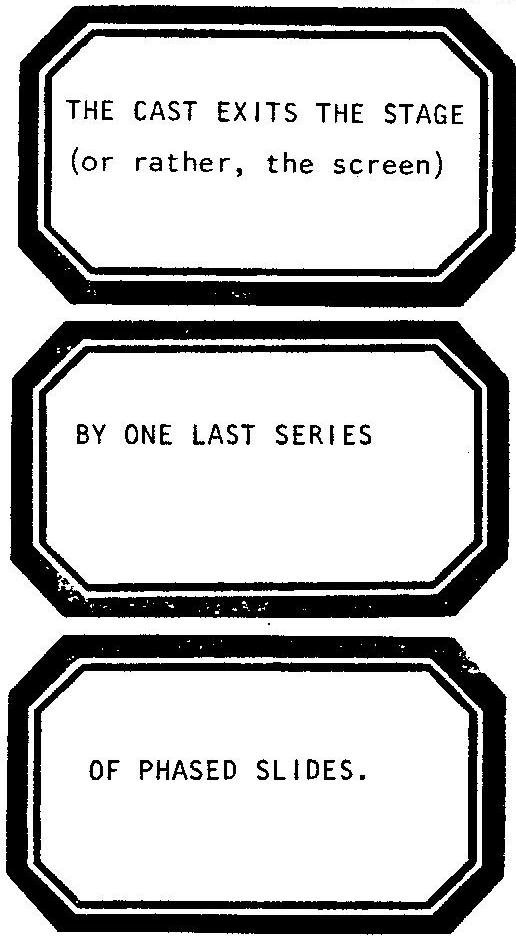 THE CAST EXITS THE STAGE
(or rather, the screen)
BY ONE LAST SERIES
OF PHASED SLIDES.